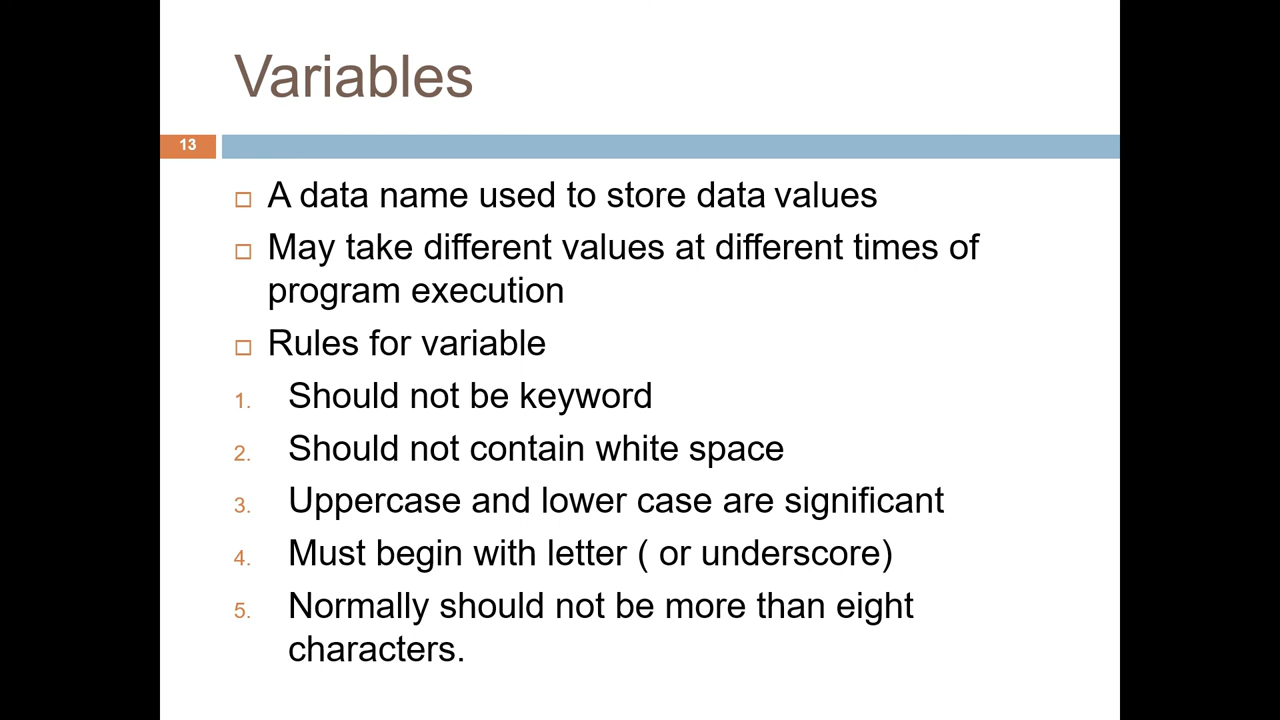 Variables
13
A data name used to store data values
May take different values at different times of
program execution
Rules for variable
1. Should not be keyword
2. Should not contain white space
3. Uppercase and lower case are significant
4. Must begin with letter ( or underscore)
5. Normally should not be more than eight
characters.